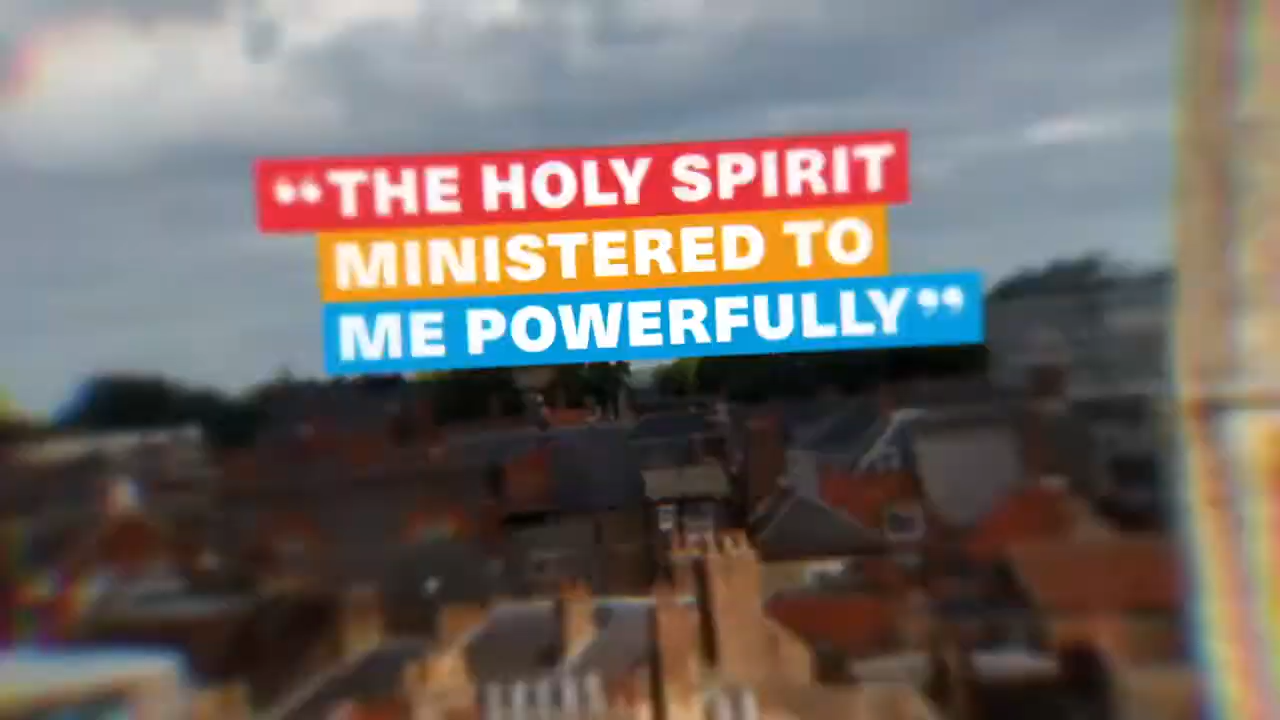 “THE HOLY SPIRIT
MINISTERED TO
ME POWERFULLY”